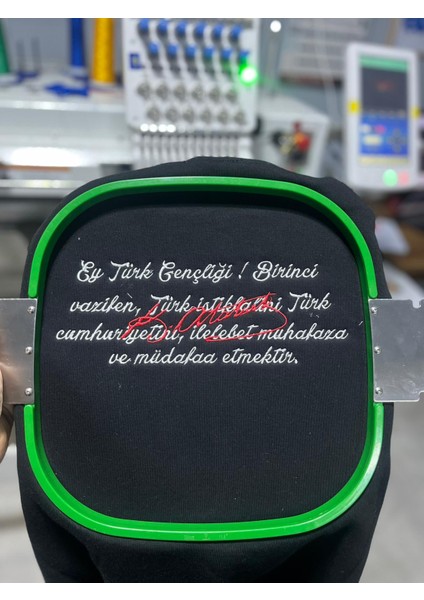 Ey Türk Gençliği ! Birinci
vazifen, Türk istiklalini Türk
cumhuriyetini, ilelebet muhafaza
ve müdafaa etmektir.